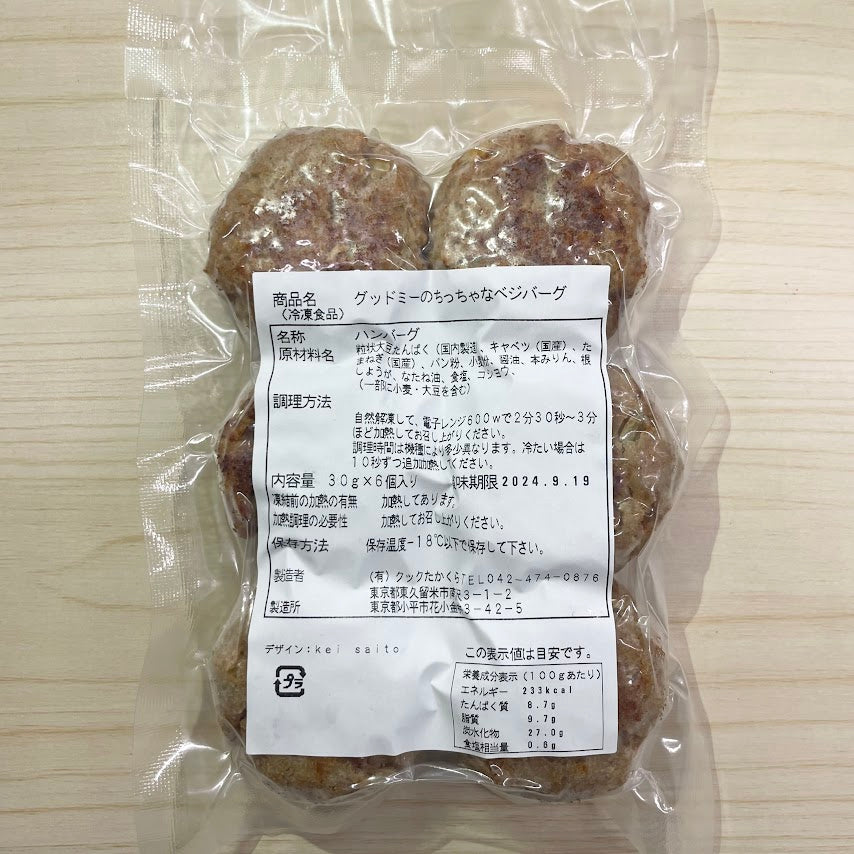 商品名 グッドミーのちっちゃなベジバーグ
（冷凍食品）
名称 ハンバーグ
原材料名 粒状大豆たんぱく（国内製造、キャベツ（国産）、た
まねぎ（国産）、パン粉、小麦粉、醤油、本みりん、根
しょうが、なたね油、食塩、コショウ、
（一部に小麦・大豆を含む）
調理方法
自然解凍して、電子レンジ600wで2分30秒～3分
ほど加熱してお召し上がりください。
調理時間は機種により多少異なります。冷たい場合は
10秒ずつ追加加熱してください。
内容量 30g×6個入り 味期限2024.9.19
凍結前の加熱の有無 加熱してあります。
加熱調理の必要性 加熱してお召し上がりください。
保存方法 保存温度-18℃以下で保存して下さい。
製造者 （有）クックたかくらTEL042-474-0876
東京都東久留米市南沢3-1-2
製造所 東京都小平市花小金3-42-5
デザイン：kei saito
プラ
この表示値は目安です。
栄養成分表示（100gあたり）
エネルギー 233kcal
たんぱく質 8.7g
脂質 9.7g
炭水化物 27.0g
食塩相当量 0.8g